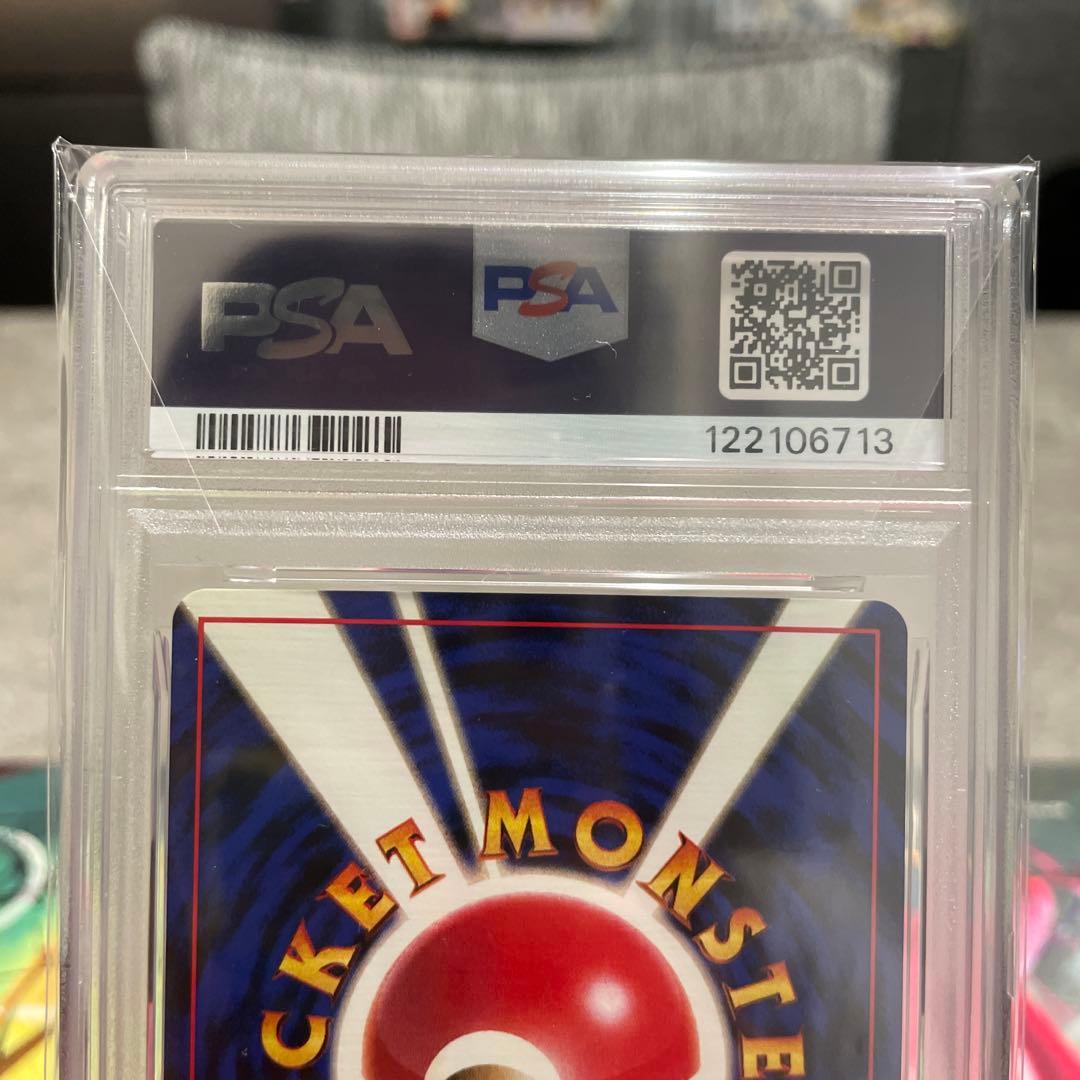 PSA
PSA
122106713
CKET MONSTE